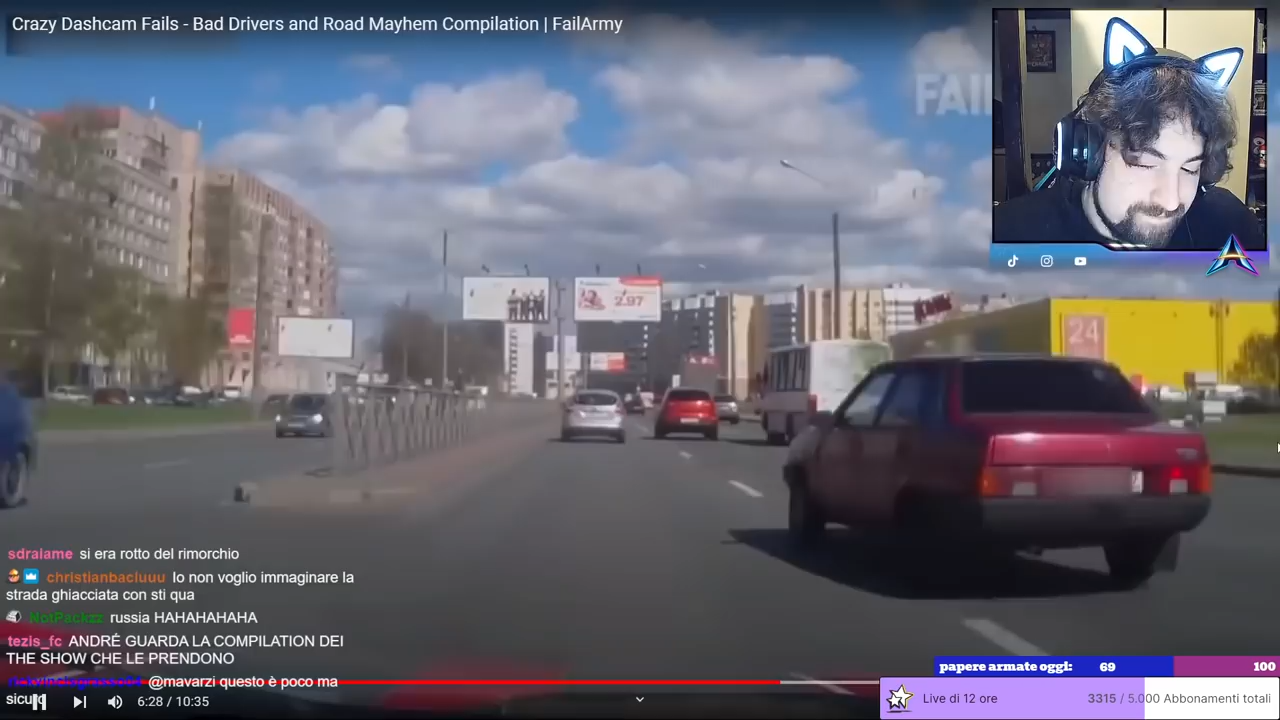 Crazy Dashcam Fails - Bad Drivers and Road Mayhem Compilation | FailArmy
FAI
2.97
24
sdraiame si era rotto del rimorchio
christianbacluuu Io non voglio immaginare la
strada ghiacciata con sti qua
NotPackzz russia HAHAHAHAHA
tezis_fc ANDRÉ GUARDA LA COMPILATION DEI
THE SHOW CHE LE PRENDONO
@mavarzi questo è poco ma
sicu
6:28 / 10:35
papere armate oggi: 69 100
Live di 12 ore 3315 / 5.000 Abbonamenti totali